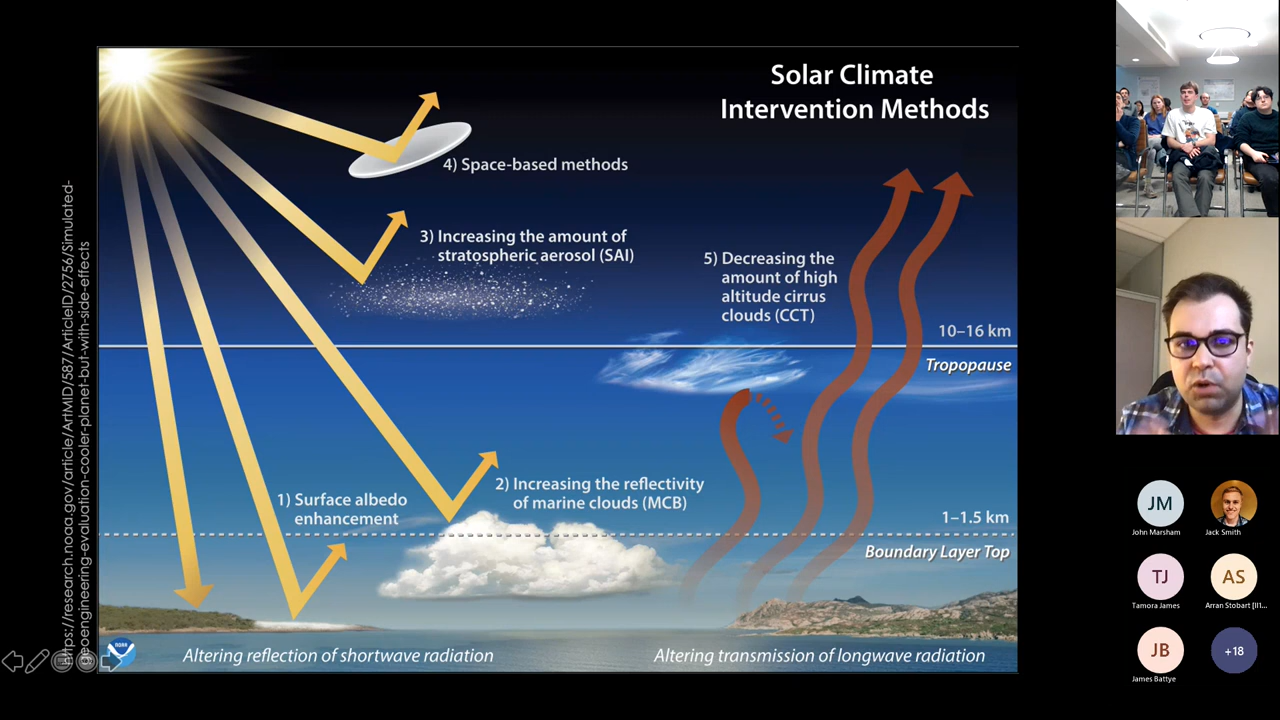 Solar Climate
Intervention Methods
4) Space-based methods
3) Increasing the amount of
stratospheric aerosol (SAI)
5) Decreasing the
amount of high
altitude cirrus
clouds (CCT)
10–16 km
Tropopause
2) Increasing the reflectivity
of marine clouds (MCB)
1) Surface albedo
enhancement
1–1.5 km
Boundary Layer Top
NOAA
Altering reflection of shortwave radiation
Altering transmission of longwave radiation
https://research.noaa.gov/article/ArtMID/587/ArticleID/2756/Simulated-
geoengineering-evaluation-cooler-planet-but-with-side-effects
JM
John Marsham
Jack Smith
TJ
Tamora James
AS
Arran Stobart [ll1...
JB
James Battye
+18